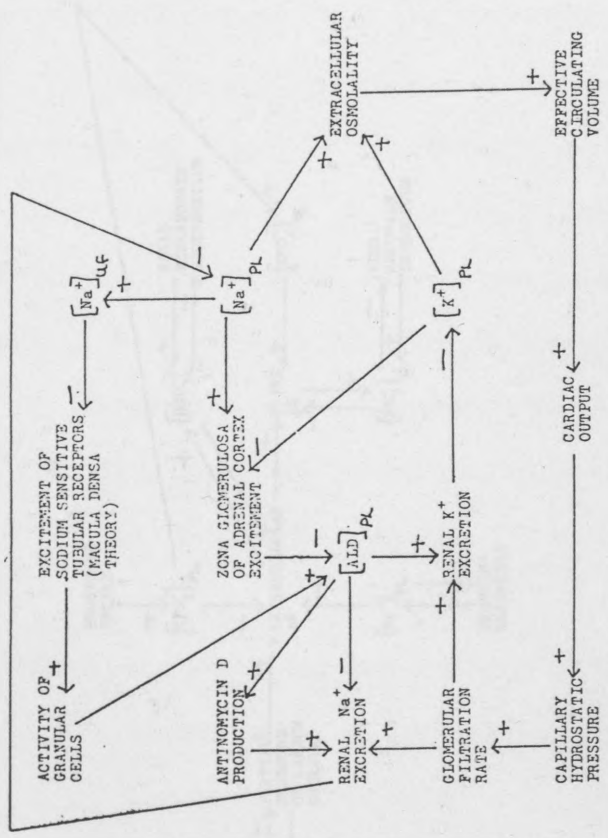 ACTIVITY OF
GRANULAR
CELLS
+
EXCITEMENT OF
SODIUM SENSITIVE
TUBULAR RECEPTORS
(MACULA DENSA
THEORY)
−
[Na+]UF
+
ANTINOMYCIN D
PRODUCTION
ZONA GLOMERULOSA
OF ADRENAL CORTEX
EXCITEMENT
+
[Na+]PL
−
+
+
−
−
+
[ALD]PL
+
EXTRACELLULAR
OSMOLALITY
+
RENAL Na+
EXCRETION
−
+
+
GLOMERULAR
FILTRATION
RATE
+
RENAL K+
EXCRETION
−
[K+]PL
+
+
CAPILLARY
HYDROSTATIC
PRESSURE
+
CARDIAC
OUTPUT
+
EFFECTIVE
CIRCULATING
VOLUME
+